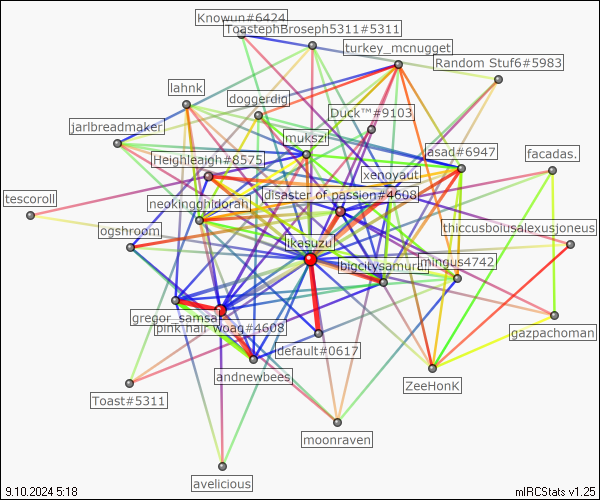 Knowun#6424
ToastephBroseph5311#5311
turkey_mcnugget
Random Stuf6#5983
lahnk
doggerdig
Duck™#9103
jarlbreadmaker
mukszil
asad#6947
facadas.
Heighleaigh#8575
xenoyaut
tescoroll
disaster of passion#4608
neokingghidorah
ogshroom
thiccusboiusalexusjoneus
ikasuzu
bigcitysamurai
mingus4742
gregor_samsa
pink hair woag#4608
gazpachoman
default#0617
andnewbees
ZeeHonK
Toast#5311
moonraven
avelicious
9.10.2024 5:18
mIRCStats v1.25